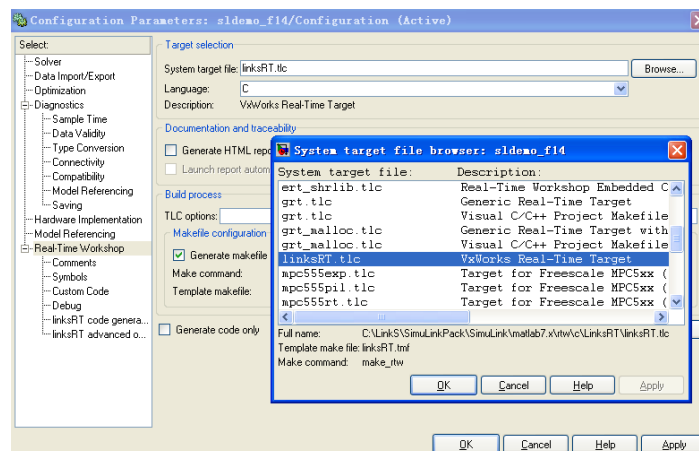 Configuration Parameters: sldemo_f14/Configuration (Active)
Select:
Solver
Data Import/Export
Optimization
Diagnostics
Sample Time
Data Validity
Type Conversion
Connectivity
Compatibility
Model Referencing
Saving
Hardware Implementation
Model Referencing
Real-Time Workshop
Comments
Symbols
Custom Code
Debug
linksRT code genera...
linksRT advanced o...
Target selection
System target file: linksRT.tlc Browse...
Language: C
Description: VxWorks Real-Time Target
Documentation and traceability
Generate HTML repo
Launch report autom
Build process
TLC options:
Makefile configuration
Generate makefile
Make command:
Template makefile:
Generate code only
System target file browser: sldemo_f14
System target file: Description:
ert_shrlib.tlc Real-Time Workshop Embedded C
grt.tlc Generic Real-Time Target
grt.tlc Visual C/C++ Project Makefile
grt_malloc.tlc Generic Real-Time Target with
grt_malloc.tlc Visual C/C++ Project Makefile
linksRT.tlc VxWorks Real-Time Target
mpc555exp.tlc Target for Freescale MPC5xx (
mpc555pil.tlc Target for Freescale MPC5xx (
mpc555rt.tlc Target for Freescale MPC5xx (
Full name: C:\LinkS\SimuLinkPack\SimuLink\matlab7.x\rtw\c\LinksRT\linksRT.tlc
Template make file: linksRT.tmf
Make command: make_rtw
OK Cancel Help Apply
OK Cancel Help Apply